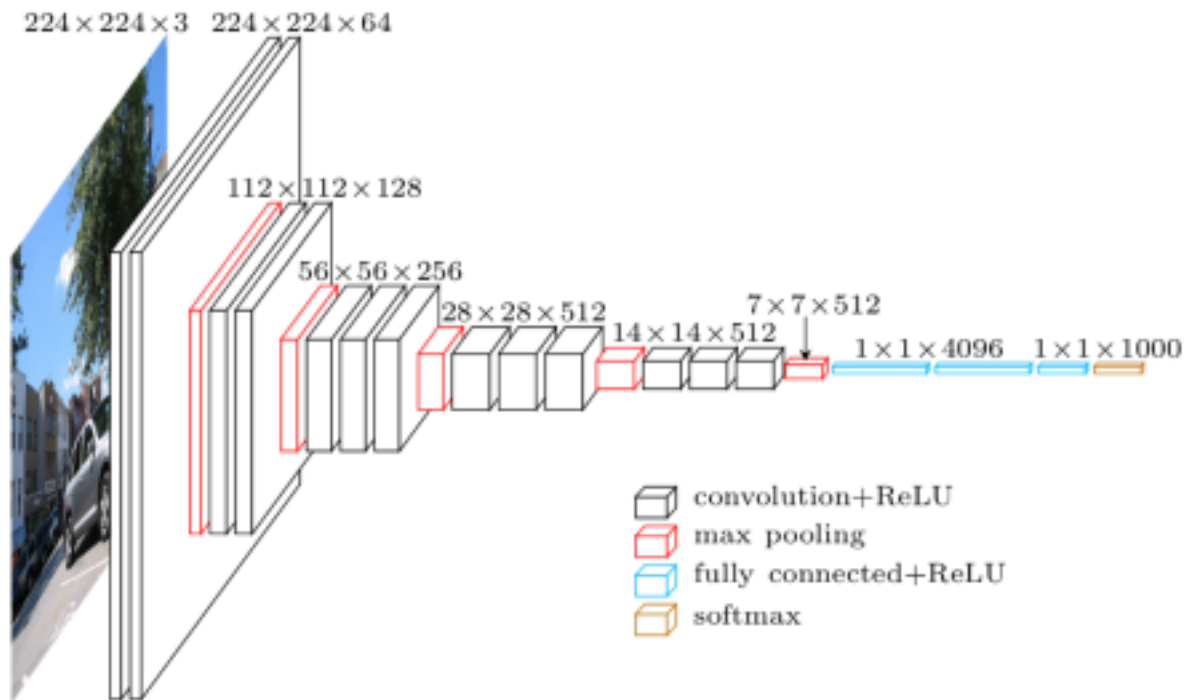 224×224×3
224×224×64
112×112×128
56×56×256
28×28×512
14×14×512
7×7×512
1×1×4096
1×1×1000
convolution+ReLU
max pooling
fully connected+ReLU
softmax